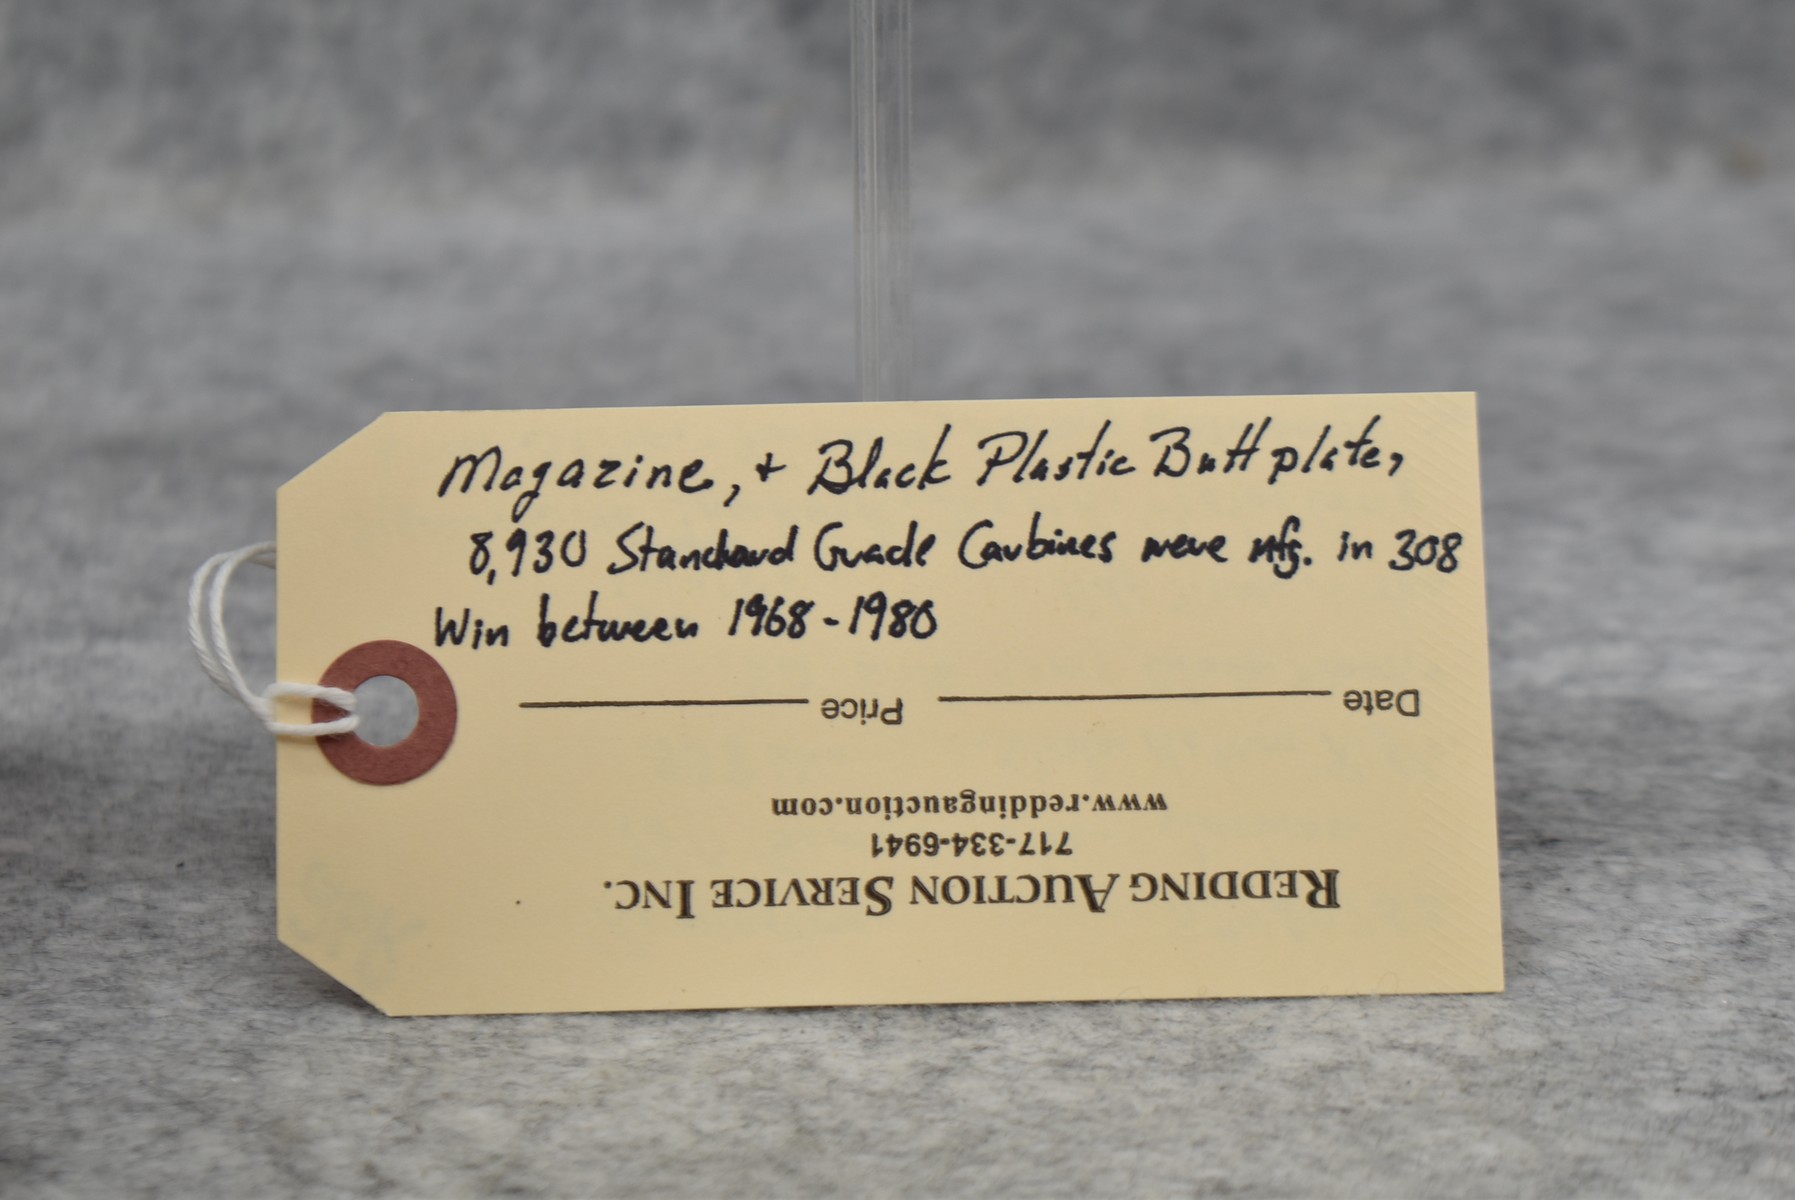 Magazine, + Black Plastic Buttplate,
8,930 Standard Grade Carbines were mfg. in 308
Win between 1968-1980
Date Price
www.reddingauction.com
717-334-6941
REDDING AUCTION SERVICE INC.